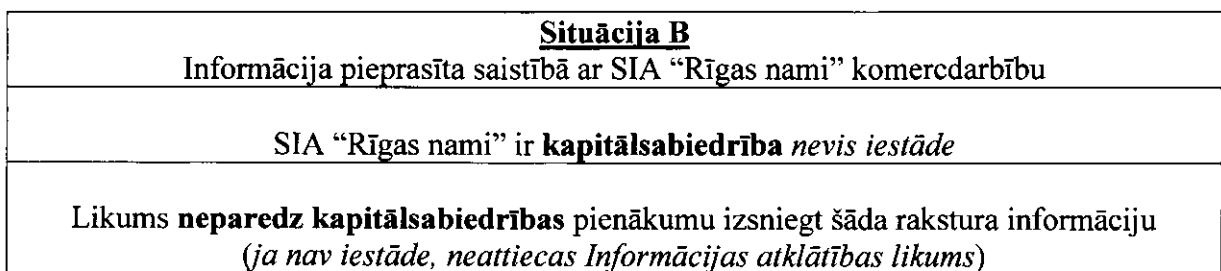 Situācija B
Informācija pieprasīta saistībā ar SIA “Rīgas nami” komercdarbību
SIA “Rīgas nami” ir kapitālsabiedrība nevis iestāde
Likums neparedz kapitālsabiedrības pienākumu izsniegt šāda rakstura informāciju
(ja nav iestāde, neattiecas Informācijas atklātības likums)